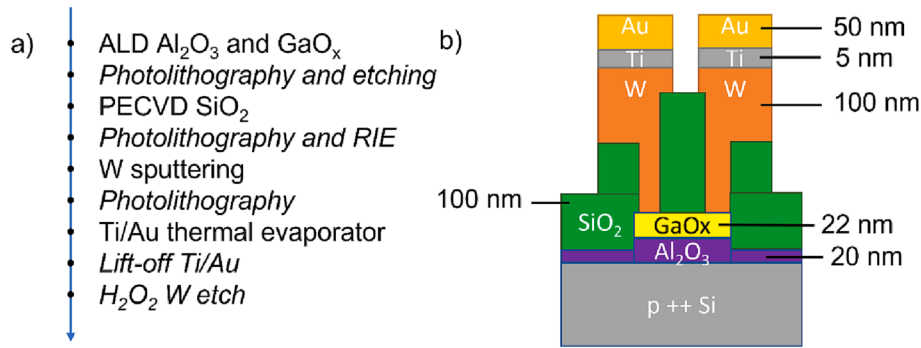 a)
ALD Al₂O₃ and GaOₓ
Photolithography and etching
PECVD SiO₂
Photolithography and RIE
W sputtering
Photolithography
Ti/Au thermal evaporator
Lift-off Ti/Au
H₂O₂ W etch
b)
Au Au 50 nm
Ti Ti 5 nm
W W 100 nm
100 nm
SiO₂ GaOx 22 nm
Al₂O₃ 20 nm
p ++ Si